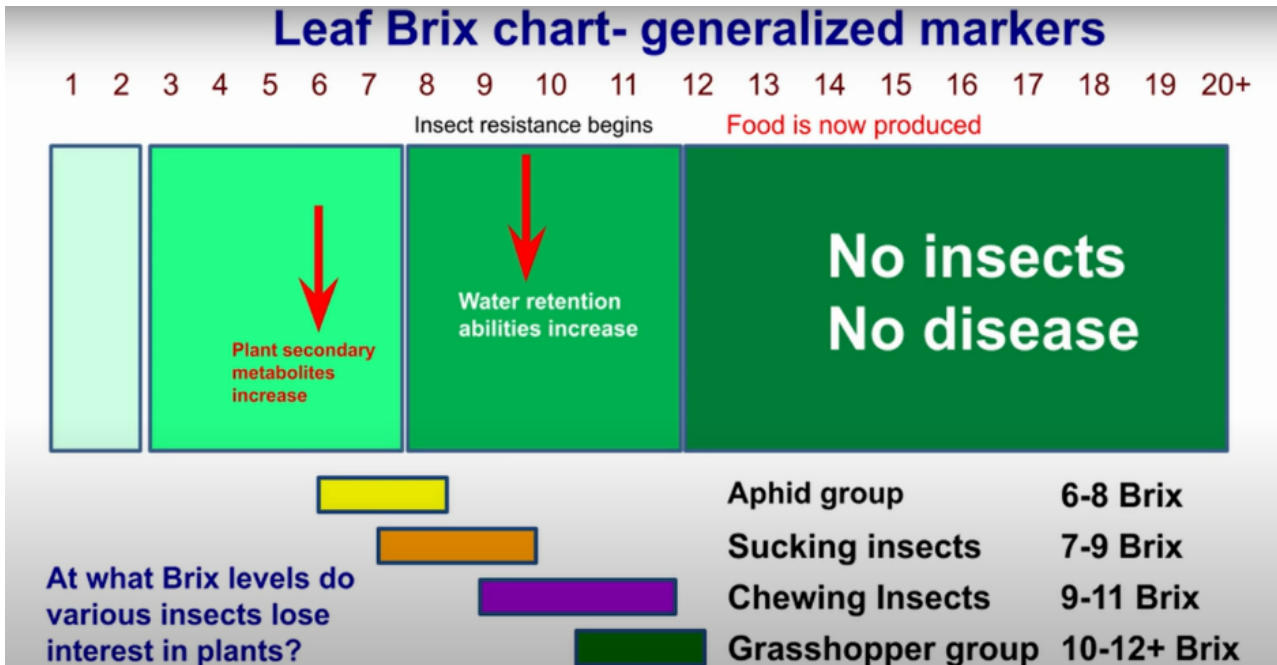 Leaf Brix chart- generalized markers
1 2 3 4 5 6 7 8 9 10 11 12 13 14 15 16 17 18 19 20+
Insect resistance begins
Food is now produced
Plant secondary
metabolites
increase
Water retention
abilities increase
No insects
No disease
At what Brix levels do
various insects lose
interest in plants?
Aphid group 6-8 Brix
Sucking insects 7-9 Brix
Chewing Insects 9-11 Brix
Grasshopper group 10-12+ Brix